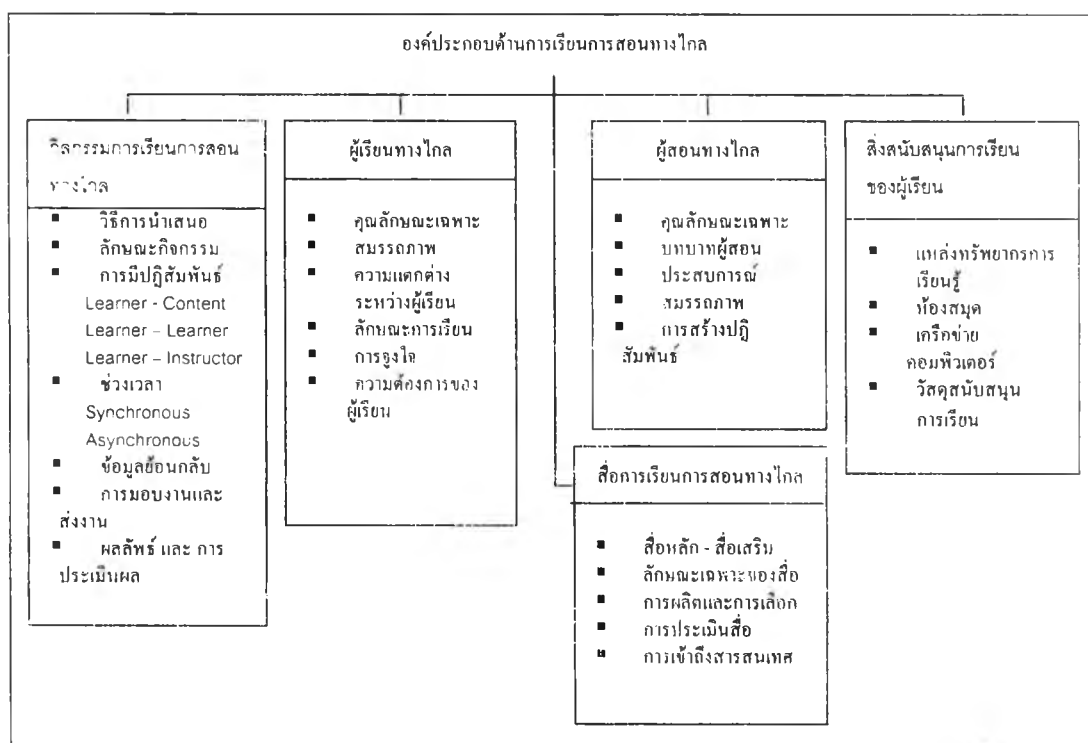 องค์ประกอบด้านการเรียนการสอนทางไกล
กิจกรรมการเรียนการสอน
ทางไกล
■ วิธีการนำเสนอ
■ ลักษณะกิจกรรม
■ การมีปฏิสัมพันธ์
Learner - Content
Learner – Learner
Learner – Instructor
■ ช่วงเวลา
Synchronous
Asynchronous
■ ข้อมูลย้อนกลับ
■ การมอบงานและ
ส่งงาน
■ ผลลัพธ์ และ การ
ประเมินผล
ผู้เรียนทางไกล
■ คุณลักษณะเฉพาะ
■ สมรรถภาพ
■ ความแตกต่าง
ระหว่างผู้เรียน
■ ลักษณะการเรียน
■ การจูงใจ
■ ความต้องการของ
ผู้เรียน
ผู้สอนทางไกล
■ คุณลักษณะเฉพาะ
■ บทบาทผู้สอน
■ ประสบการณ์
■ สมรรถภาพ
■ การสร้างปฏิ
สัมพันธ์
สิ่งสนับสนุนการเรียน
ของผู้เรียน
■ แหล่งทรัพยากรการ
เรียนรู้
■ ห้องสมุด
■ เครือข่าย
คอมพิวเตอร์
■ วัสดุสนับสนุน
การเรียน
สื่อการเรียนการสอนทางไกล
■ สื่อหลัก - สื่อเสริม
■ ลักษณะเฉพาะของสื่อ
■ การผลิตและการเลือก
■ การประเมินสื่อ
■ การเข้าถึงสารสนเทศ